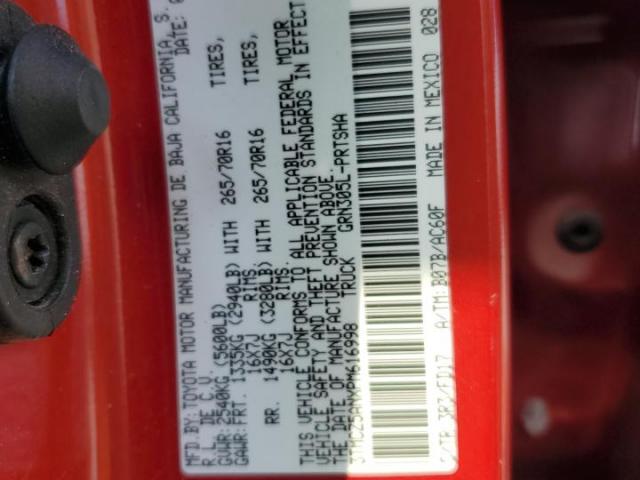 MFD.BY:TOYOTA MOTOR MANUFACTURING DE BAJA CALIFORNIA, S.
R.L. DE C.V. DATE:
GVWR:2540KG (5600LB)
GAWR:FRT. 1335KG (2940LB) WITH 265/70R16 TIRES,
16X7J RIMS
RR. 1490KG (3280LB) WITH 265/70R16 TIRES,
16X7J RIMS
THIS VEHICLE CONFORMS TO ALL APPLICABLE FEDERAL MOTOR
VEHICLE SAFETY AND THEFT PREVENTION STANDARDS IN EFFECT
THE DATE OF MANUFACTURE SHOWN ABOVE.
3TMCZ5ANXPM616998 TRUCK GRN305L-PRTSHA
C/TR 3R3/FD17 A/TM:B07B/AC60F MADE IN MEXICO 028